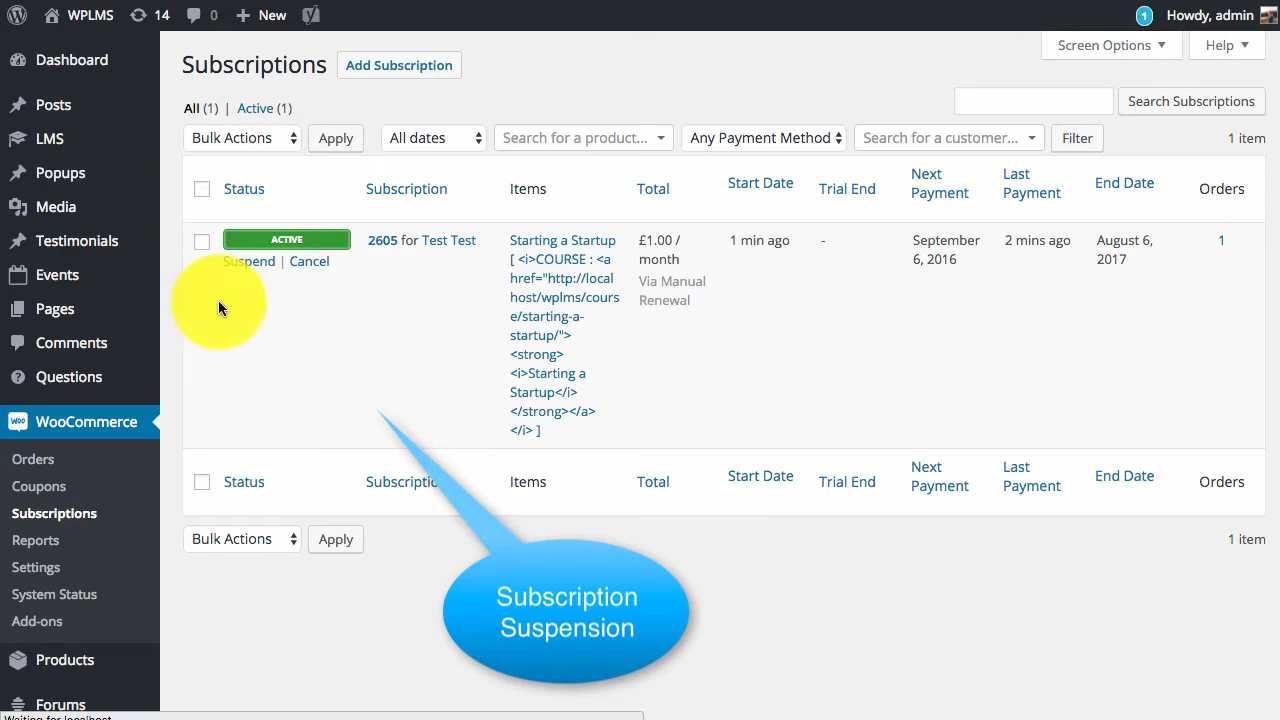 WPLMS 14 0 New 1 Howdy, admin
Dashboard
Posts
LMS
Popups
Media
Testimonials
Events
Pages
Comments
Questions
WooCommerce
Orders
Coupons
Subscriptions
Reports
Settings
System Status
Add-ons
Products
Forums
Screen Options Help
Subscriptions Add Subscription
All (1) | Active (1)
Search Subscriptions
Bulk Actions Apply All dates Search for a product... Any Payment Method Search for a customer... Filter 1 item
Status Subscription Items Total Start Date Trial End Next Payment Last Payment End Date Orders
ACTIVE
Suspend | Cancel
2605 for Test Test
Starting a Startup
[ <i>COURSE : <a
href="http://local
host/wplms/cours
e/starting-a-
startup/">
<strong>
<i>Starting a
Startup</i>
</strong></a>
</i> ]
£1.00 /
month
Via Manual
Renewal
1 min ago
-
September
6, 2016
2 mins ago
August 6,
2017
1
Status Subscription Items Total Start Date Trial End Next Payment Last Payment End Date Orders
Bulk Actions Apply 1 item
Subscription
Suspension
Waiting for localhost...